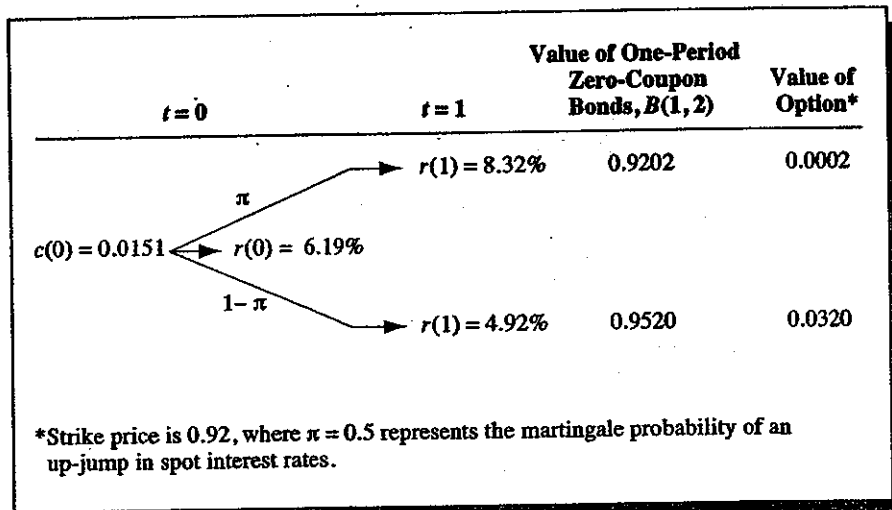 Value of One-Period
Zero-Coupon Value of
t = 0 t = 1 Bonds, B(1, 2) Option*
r(1) = 8.32% 0.9202 0.0002
π
c(0) = 0.0151 r(0) = 6.19%
1– π
r(1) = 4.92% 0.9520 0.0320
*Strike price is 0.92, where π = 0.5 represents the martingale probability of an
up-jump in spot interest rates.